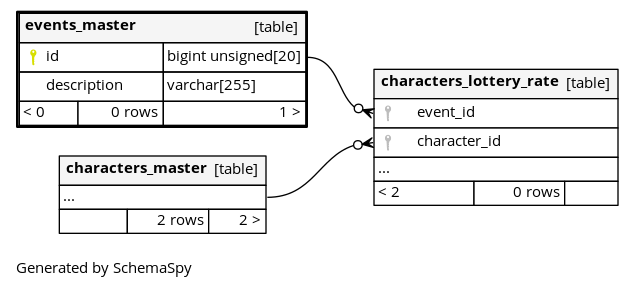 events_master [table]
id bigint unsigned[20]
description varchar[255]
< 0 0 rows 1 >
characters_lottery_rate [table]
event_id
character_id
...
< 2 0 rows
characters_master [table]
...
2 rows 2 >
Generated by SchemaSpy